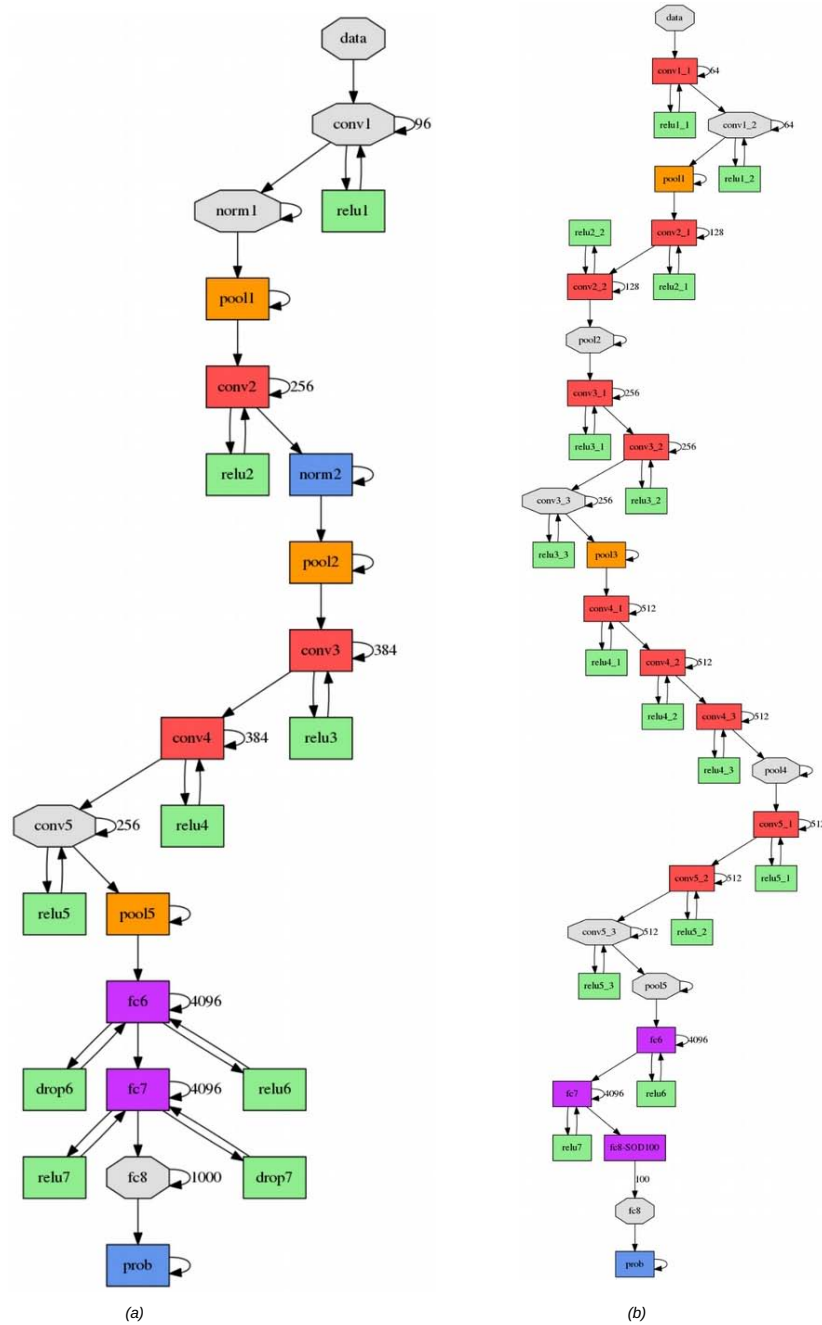 data
conv1
96
norm1
relu1
pool1
conv2
256
relu2
norm2
pool2
conv3
384
conv4
384
relu3
conv5
256
relu4
relu5
pool5
fc6
4096
drop6
fc7
4096
relu6
relu7
fc8
1000
drop7
prob
(a)
data
conv1_1
64
relu1_1
conv1_2
64
pool1
relu1_2
relu2_2
conv2_1
128
conv2_2
128
relu2_1
pool2
conv3_1
256
relu3_1
conv3_2
256
conv3_3
256
relu3_2
relu3_3
pool3
conv4_1
512
relu4_1
conv4_2
512
relu4_2
conv4_3
512
relu4_3
pool4
conv5_1
conv5_2
512
relu5_1
conv5_3
512
relu5_2
relu5_3
pool5
fc6
4096
fc7
4096
relu6
relu7
fc8-SOD100
100
fc8
prob
(b)